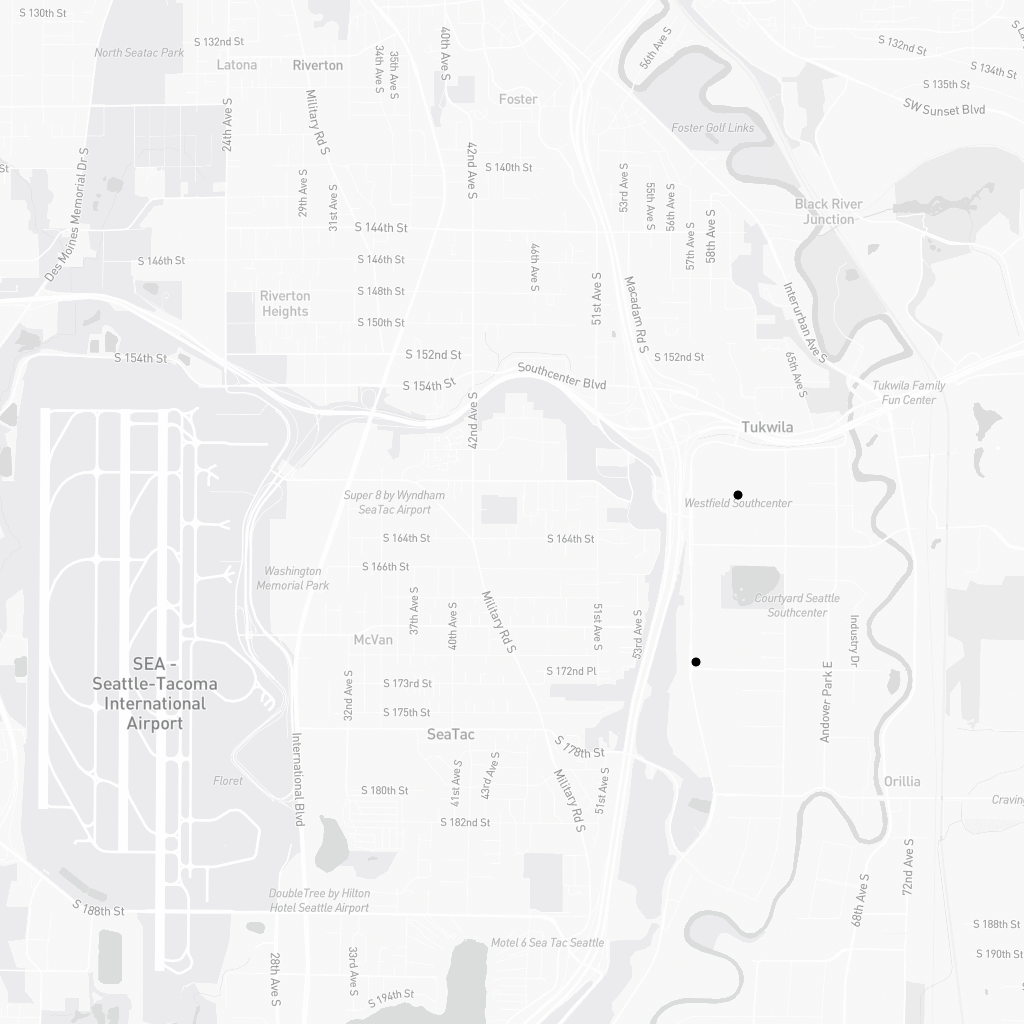 S 130th St
S 132nd St
North Seatac Park
Latona
Riverton
34th Ave S
35th Ave S
40th Ave S
56th Ave S
S 132nd St
S 134th St
S 135th St
SW Sunset Blvd
Foster
Foster Golf Links
24th Ave S
Military Rd S
42nd Ave S
S 140th St
St
Des Moines Memorial Dr S
29th Ave S
31st Ave S
53rd Ave S
55th Ave S
56th Ave S
57th Ave S
58th Ave S
Black River
Junction
S 144th St
S 146th St
S 146th St
46th Ave S
51st Ave S
Macadam Rd S
Interurban Ave S
Riverton
Heights
S 148th St
S 150th St
S 152nd St
S 154th St
S 154th St
Southcenter Blvd
S 152nd St
65th Ave S
Tukwila Family
Fun Center
42nd Ave S
Tukwila
Super 8 by Wyndham
SeaTac Airport
Westfield Southcenter
S 164th St
S 164th St
S 166th St
Washington
Memorial Park
Courtyard Seattle
Southcenter
37th Ave S
40th Ave S
Military Rd S
51st Ave S
53rd Ave S
Industry Dr
McVan
SEA -
Seattle-Tacoma
International
Airport
S 172nd Pl
S 173rd St
32nd Ave S
S 175th St
Andover Park E
SeaTac
S 178th St
International Blvd
Floret
41st Ave S
43rd Ave S
S 180th St
Military Rd S
51st Ave S
Orillia
S 182nd St
72nd Ave S
68th Ave S
DoubleTree by Hilton
Hotel Seattle Airport
S 188th St
S 188th St
Motel 6 Sea Tac Seattle
S 190th St
28th Ave S
33rd Ave S
S 194th St